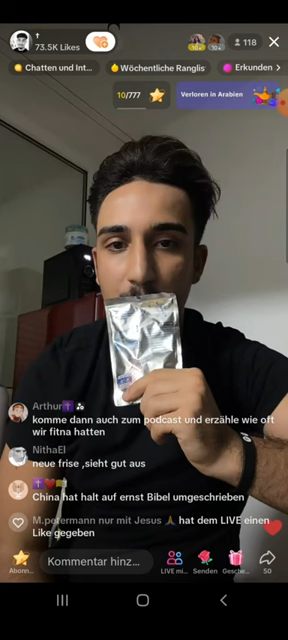 †
73.5K Likes
10+
10+
118
Chatten und Int...
Wöchentliche Ranglis
Erkunden >
10/777
Verloren in Arabien
Arthur✝️
komme dann auch zum podcast und erzähle wie oft
wir fitna hatten
NithaEl
neue frise ,sieht gut aus
✝️❤️
China hat halt auf ernst Bibel umgeschrieben
M.petermann nur mit Jesus 🙏 hat dem LIVE einen
Like gegeben
Kommentar hinz...
Abonn...
LIVE mi...
Senden
Gesche...
50